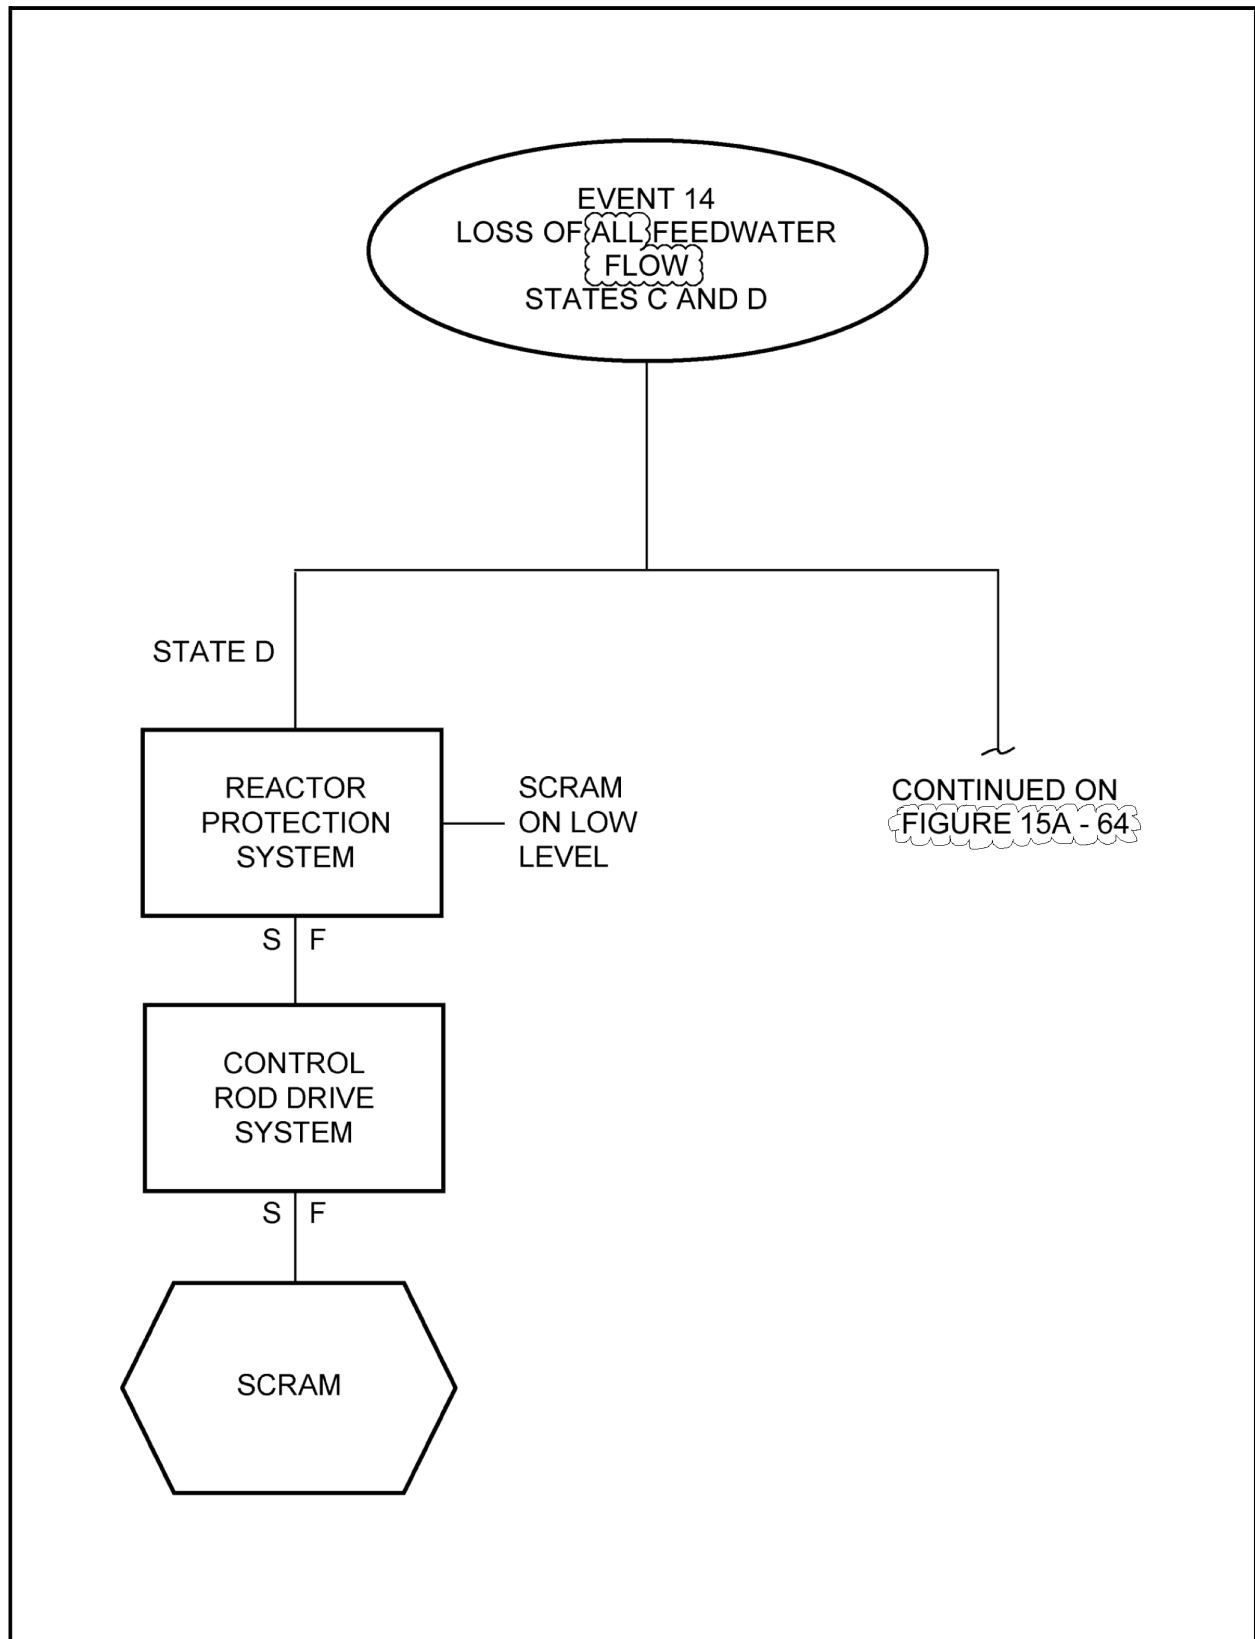 EVENT 14
LOSS OF ALL FEEDWATER
FLOW
STATES C AND D
STATE D
REACTOR
PROTECTION
SYSTEM
SCRAM
ON LOW
LEVEL
CONTINUED ON
FIGURE 15A - 64
S F
CONTROL
ROD DRIVE
SYSTEM
S F
SCRAM